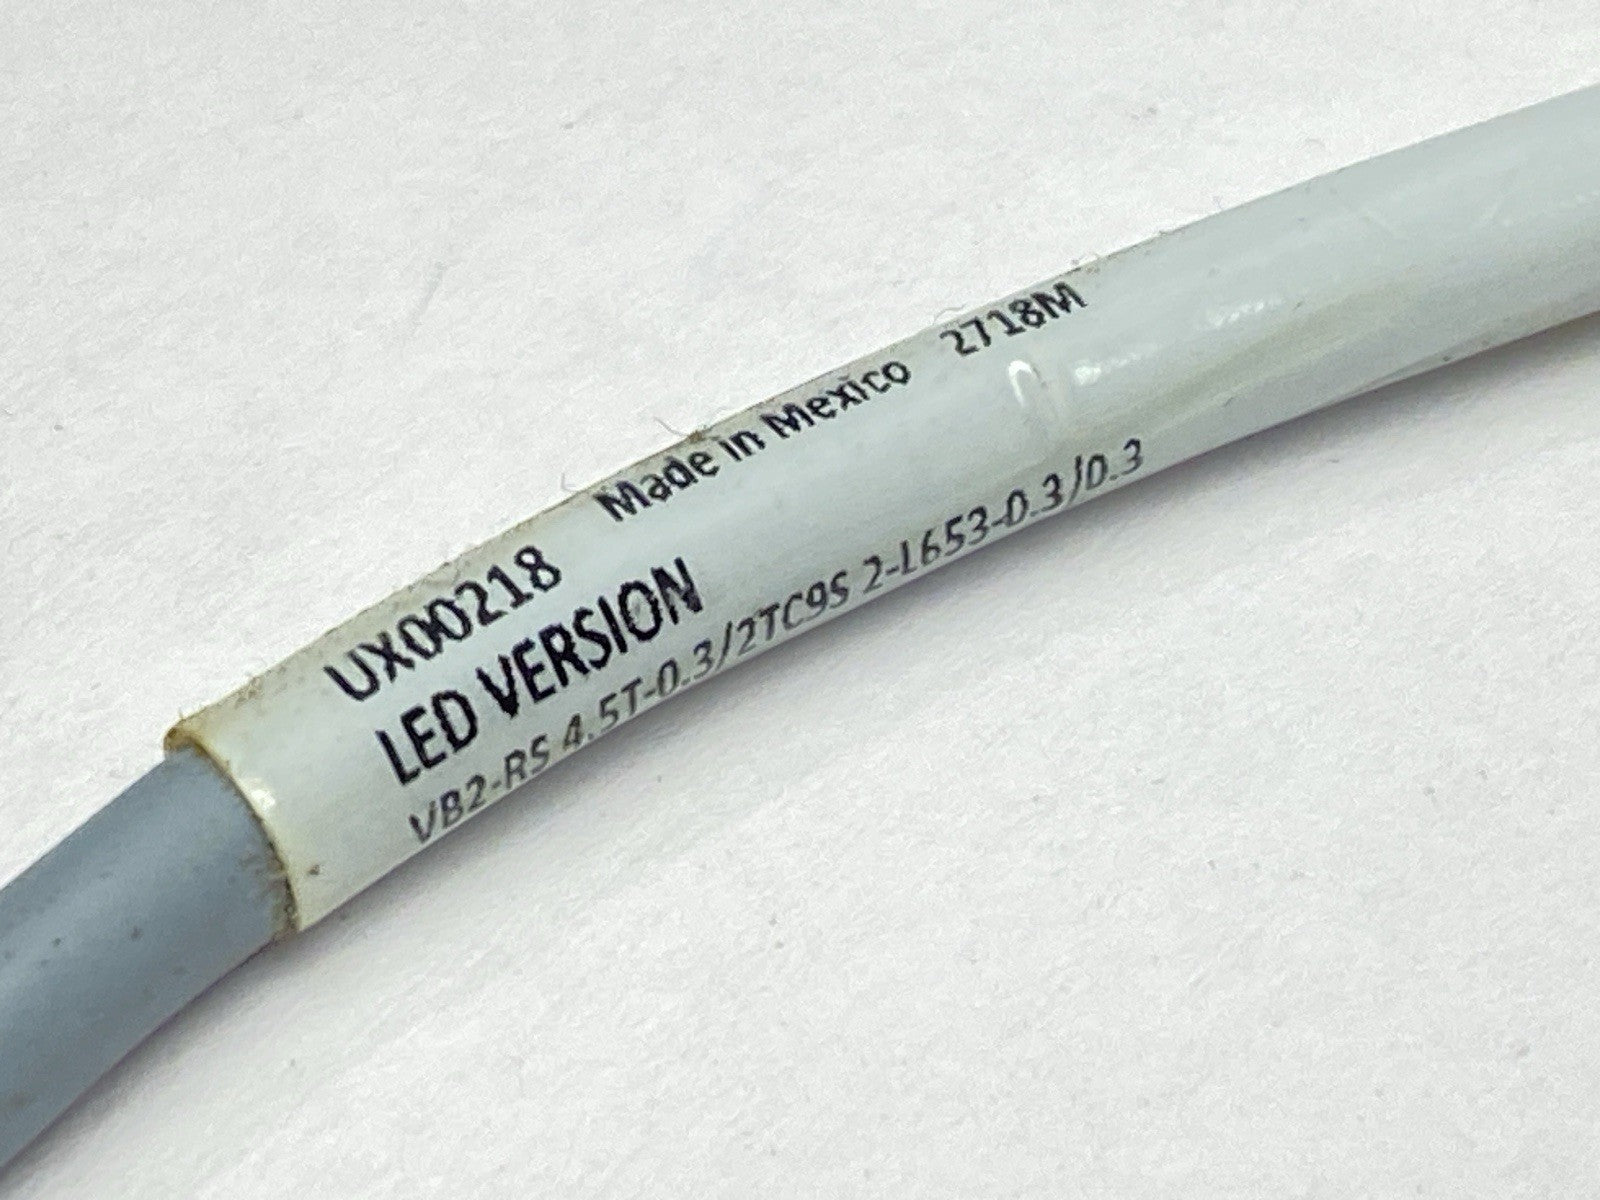 UX00218 Made in Mexico 2718M
LED VERSION
VB2-RS 4.5T-0.3/2TC9S 2-L653-0.3/0.3